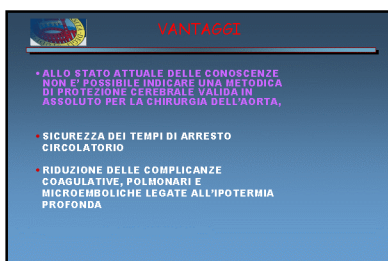 VANTAGGI
• ALLO STATO ATTUALE DELLE CONOSCENZE
NON E' POSSIBILE INDICARE UNA METODICA
DI PROTEZIONE CEREBRALE VALIDA IN
ASSOLUTO PER LA CHIRURGIA DELL'AORTA,
• SICUREZZA DEI TEMPI DI ARRESTO
CIRCOLATORIO
• RIDUZIONE DELLE COMPLICANZE
COAGULATIVE, POLMONARI E
MICROEMBOLICHE LEGATE ALL'IPOTERMIA
PROFONDA